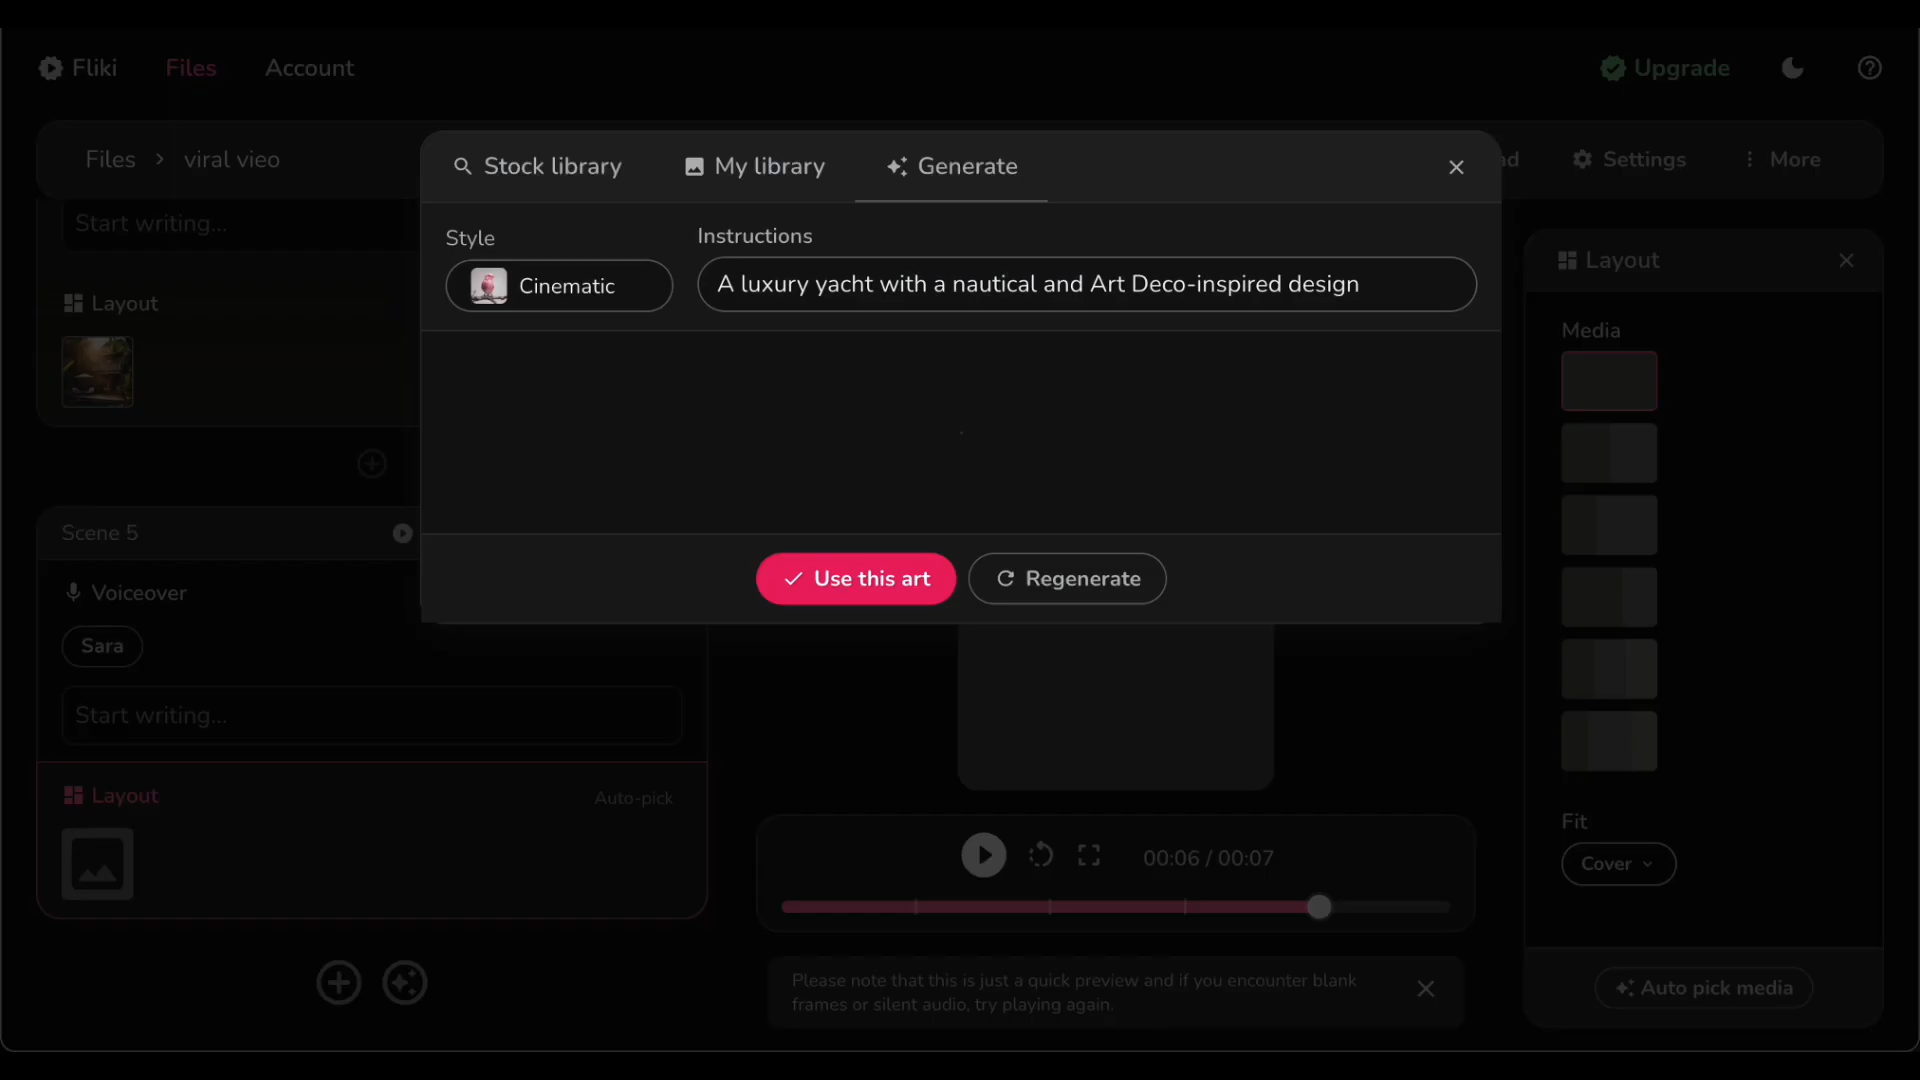 Fliki
Files
Account
Upgrade
Files > viral vieo
Settings
More
Stock library
My library
Generate
Style
Cinematic
Instructions
A luxury yacht with a nautical and Art Deco-inspired design
Use this art
Regenerate
Start writing...
Layout
Scene 5
Voiceover
Sara
Start writing...
Layout
Auto-pick
00:06 / 00:07
Please note that this is just a quick preview and if you encounter blank
frames or silent audio, try playing again.
Layout
Media
Fit
Cover
Auto pick media